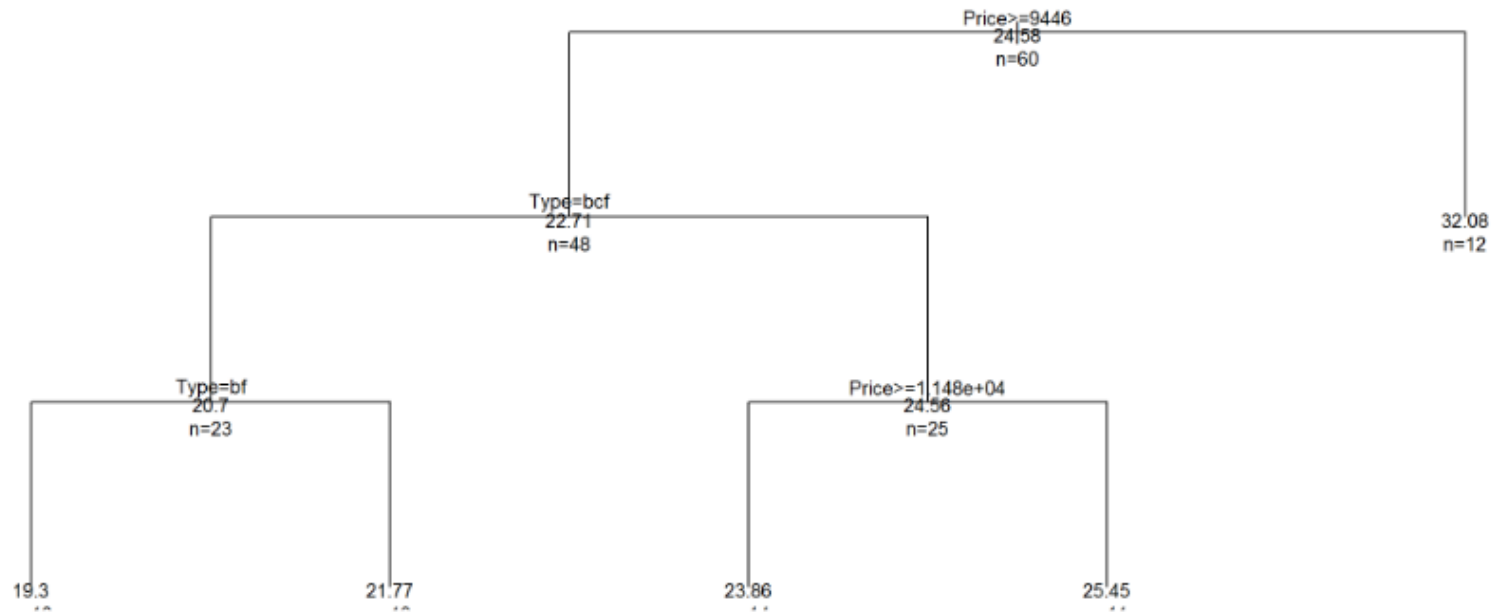 Price>=9446
24.58
n=60
Type=bcf
22.71
n=48
32.08
n=12
Type=bf
20.7
n=23
Price>=1.148e+04
24.56
n=25
19.3
21.77
23.86
25.45